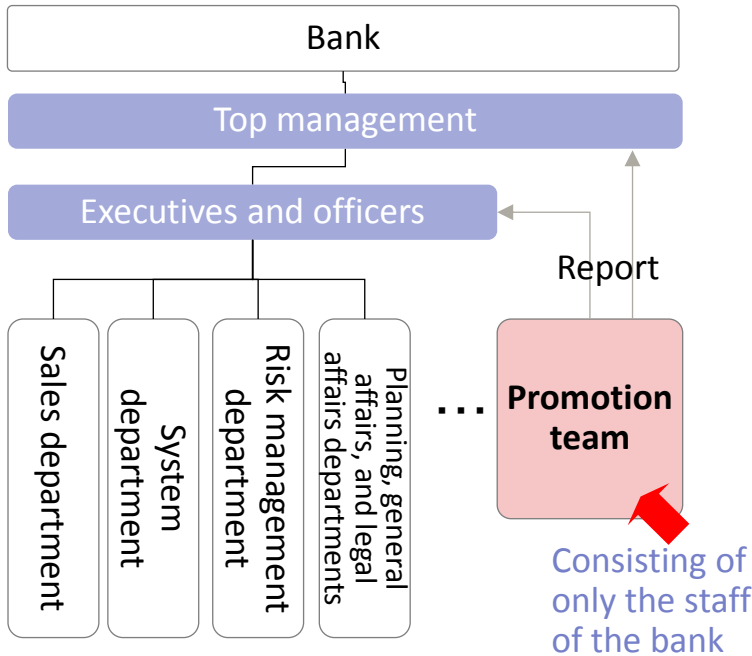 Bank
Top management
Executives and officers
Report
Sales department
System
department
Risk management
department
Planning, general
affairs, and legal
affairs departments
...
Promotion
team
Consisting of
only the staff
of the bank